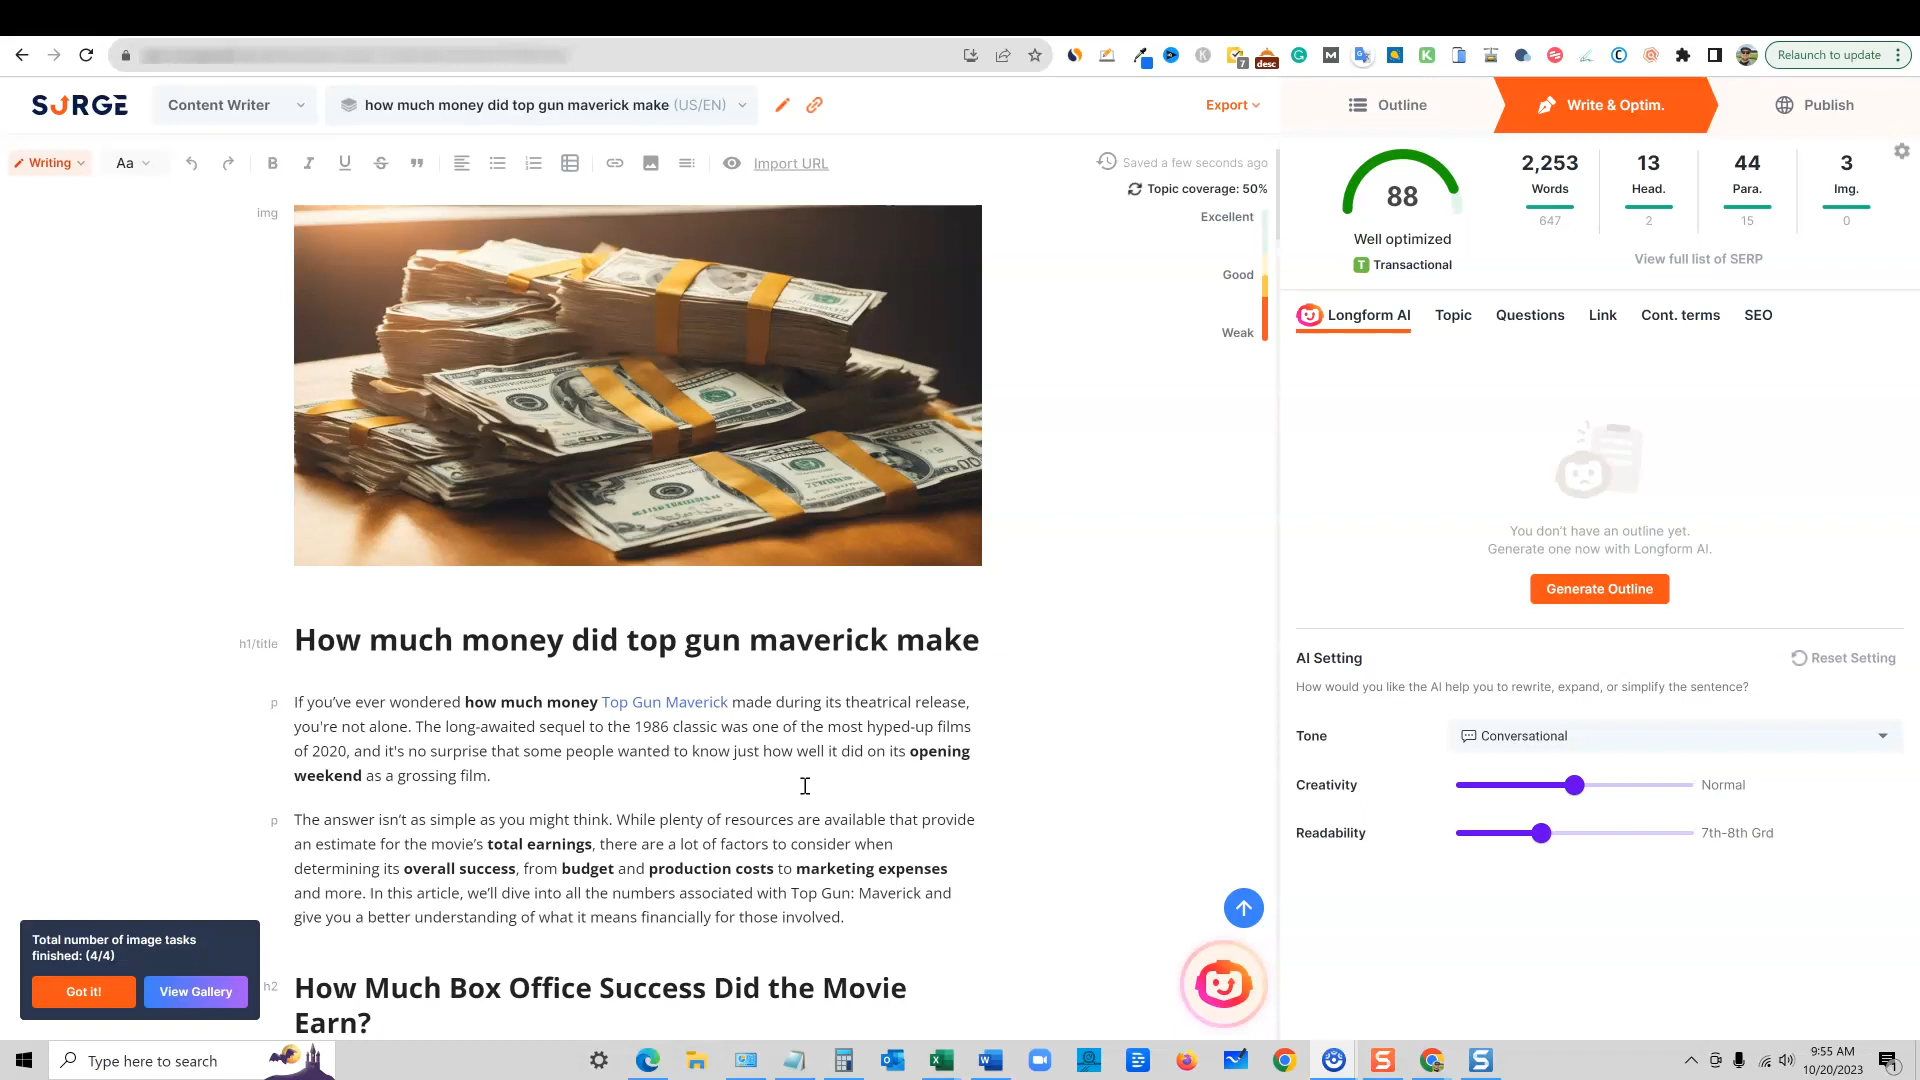 Relaunch to update
7
desc
SURGE
Content Writer
how much money did top gun maverick make (US/EN)
Export
Outline
Write & Optim.
Publish
Writing
Aa
Import URL
Saved a few seconds ago
Topic coverage: 50%
Excellent
Good
Weak
88
Well optimized
T Transactional
2,253
Words
647
13
Head.
2
44
Para.
15
3
Img.
0
View full list of SERP
Longform AI
Topic
Questions
Link
Cont. terms
SEO
You don't have an outline yet.
Generate one now with Longform AI.
Generate Outline
AI Setting
Reset Setting
How would you like the AI help you to rewrite, expand, or simplify the sentence?
Tone
Conversational
Creativity
Normal
Readability
7th-8th Grd
img
h1/title
How much money did top gun maverick make
p
If you've ever wondered how much money Top Gun Maverick made during its theatrical release,
you're not alone. The long-awaited sequel to the 1986 classic was one of the most hyped-up films
of 2020, and it's no surprise that some people wanted to know just how well it did on its opening
weekend as a grossing film.
p
The answer isn't as simple as you might think. While plenty of resources are available that provide
an estimate for the movie's total earnings, there are a lot of factors to consider when
determining its overall success, from budget and production costs to marketing expenses
and more. In this article, we'll dive into all the numbers associated with Top Gun: Maverick and
give you a better understanding of what it means financially for those involved.
h2
How Much Box Office Success Did the Movie
Earn?
Total number of image tasks
finished: (4/4)
Got it!
View Gallery
Type here to search
9:55 AM
10/20/2023